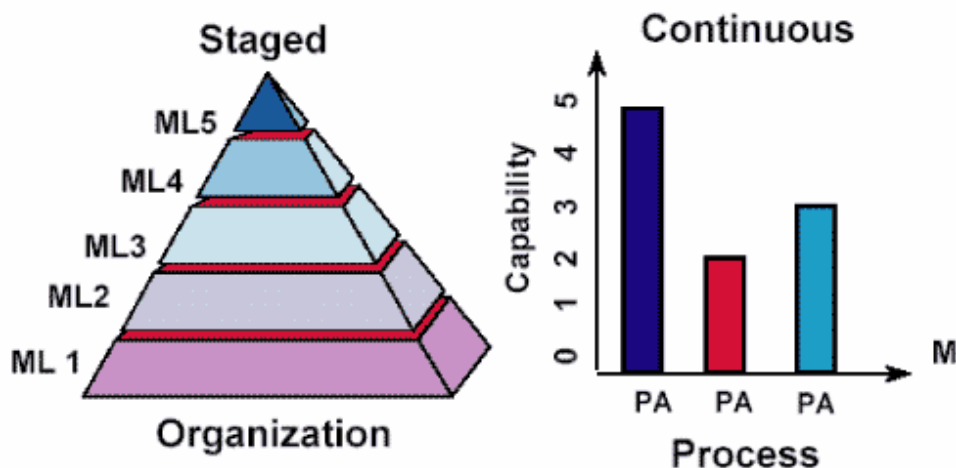 Staged
ML5
ML4
ML3
ML2
ML 1
Organization
Continuous
Capability
5
4
3
2
1
0
PA
PA
PA
M
Process